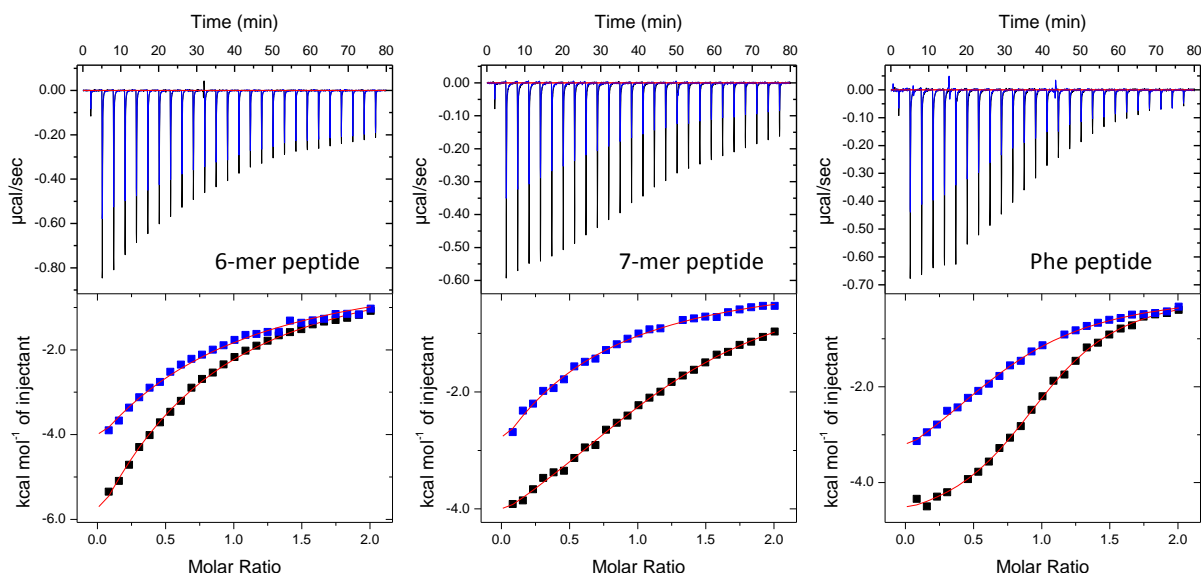 Time (min)
0 10 20 30 40 50 60 70 80
0.00
-0.20
-0.40
-0.60
-0.80
µcal/sec
6-mer peptide
-2.0
-4.0
-6.0
kcal mol⁻¹ of injectant
0.0 0.5 1.0 1.5 2.0
Molar Ratio
Time (min)
0 10 20 30 40 50 60 70 80
0.00
-0.10
-0.20
-0.30
-0.40
-0.50
-0.60
µcal/sec
7-mer peptide
-2.0
-4.0
kcal mol⁻¹ of injectant
0.0 0.5 1.0 1.5 2.0
Molar Ratio
Time (min)
0 10 20 30 40 50 60 70 80
0.00
-0.10
-0.20
-0.30
-0.40
-0.50
-0.60
-0.70
µcal/sec
Phe peptide
-2.0
-4.0
kcal mol⁻¹ of injectant
0.0 0.5 1.0 1.5 2.0
Molar Ratio